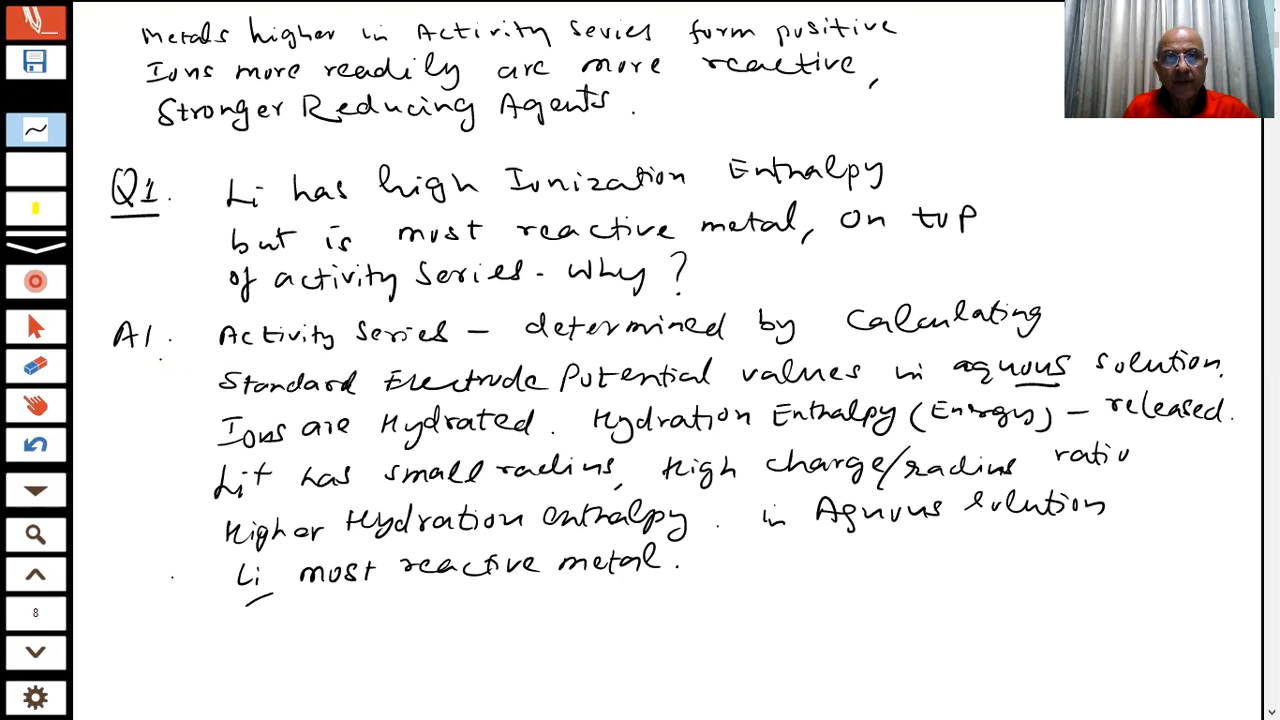 Metals higher in Activity Series form positive
Ions more readily are more reactive,
Stronger Reducing Agents.
Q1. Li has high Ionization Enthalpy
but is most reactive metal, on top
of activity series - why?
A1. Activity Series - determined by Calculating
Standard Electrode Potential values in aquous solution.
Ions are Hydrated. Hydration Enthalpy (Energy) - released.
Li+ has small radius, High charge/radius ratio
Higher Hydration enthalpy. in Aquous solution
Li most reactive metal.
8